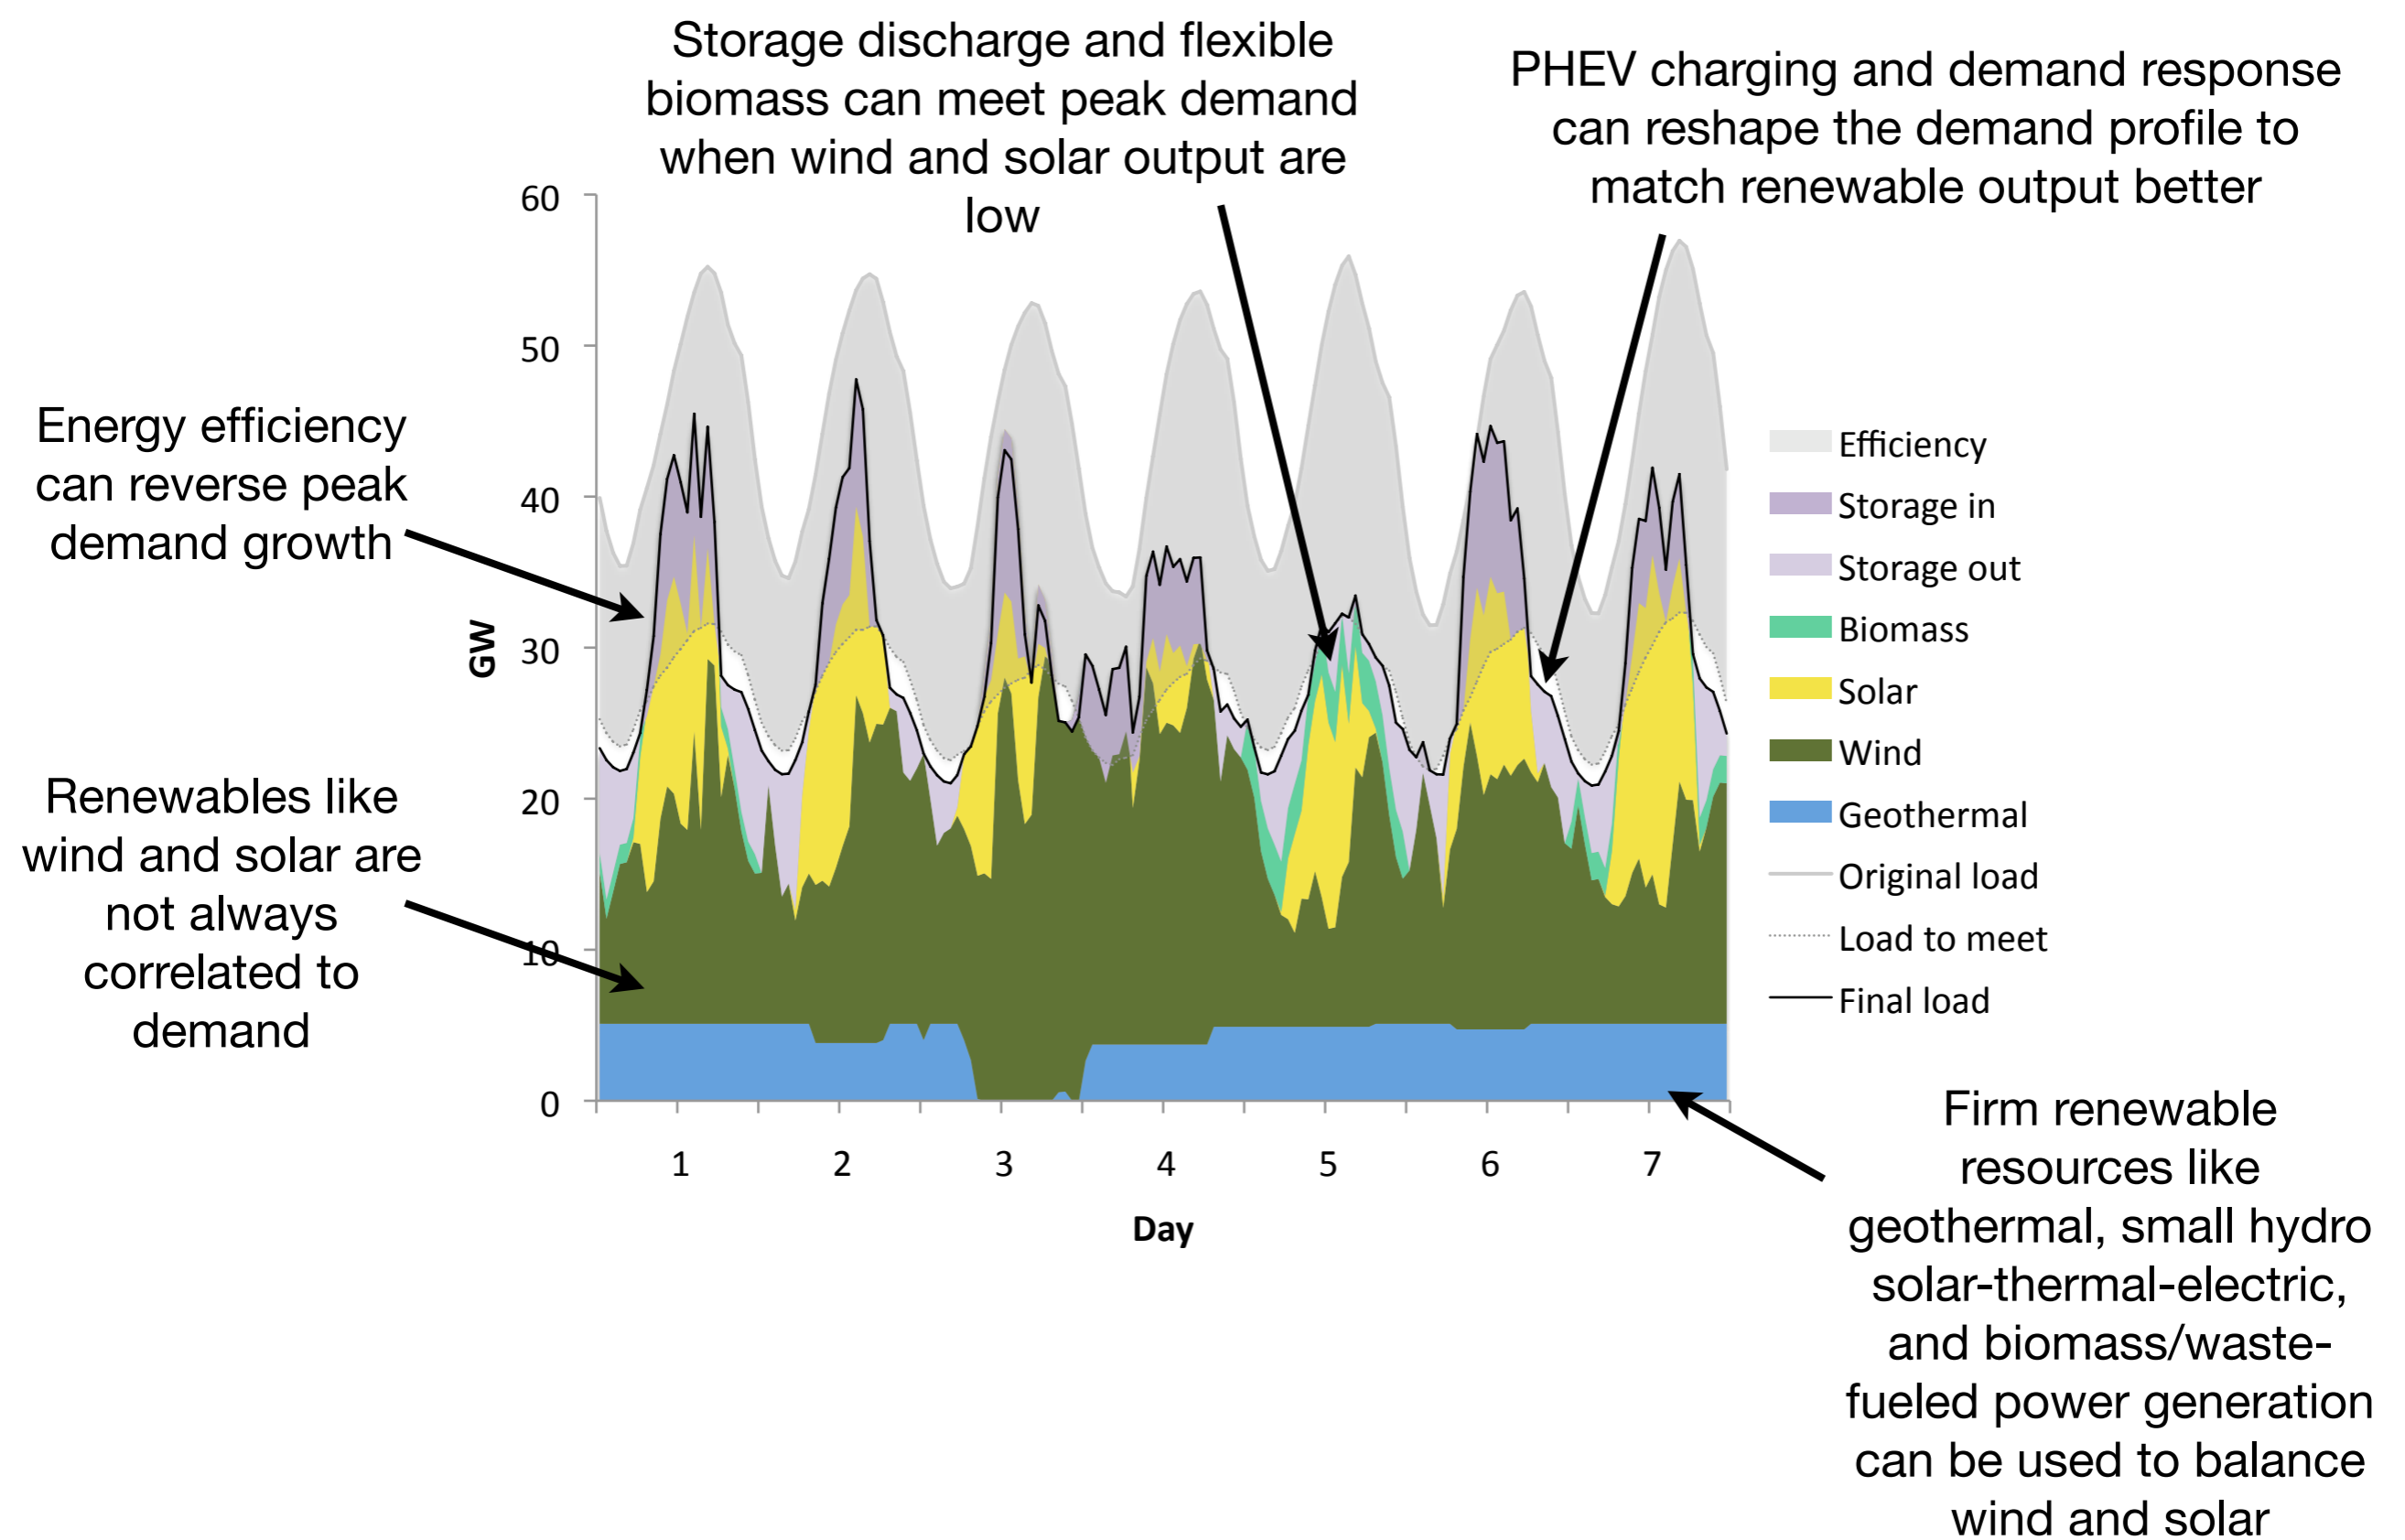 Storage discharge and flexible
biomass can meet peak demand
when wind and solar output are
low
PHEV charging and demand response
can reshape the demand profile to
match renewable output better
Energy efficiency
can reverse peak
demand growth
Renewables like
wind and solar are
not always
correlated to
demand
60
50
40
30
20
10
0
GW
1
2
3
4
5
6
7
Day
Efficiency
Storage in
Storage out
Biomass
Solar
Wind
Geothermal
Original load
Load to meet
Final load
Firm renewable
resources like
geothermal, small hydro
solar-thermal-electric,
and biomass/waste-
fueled power generation
can be used to balance
wind and solar